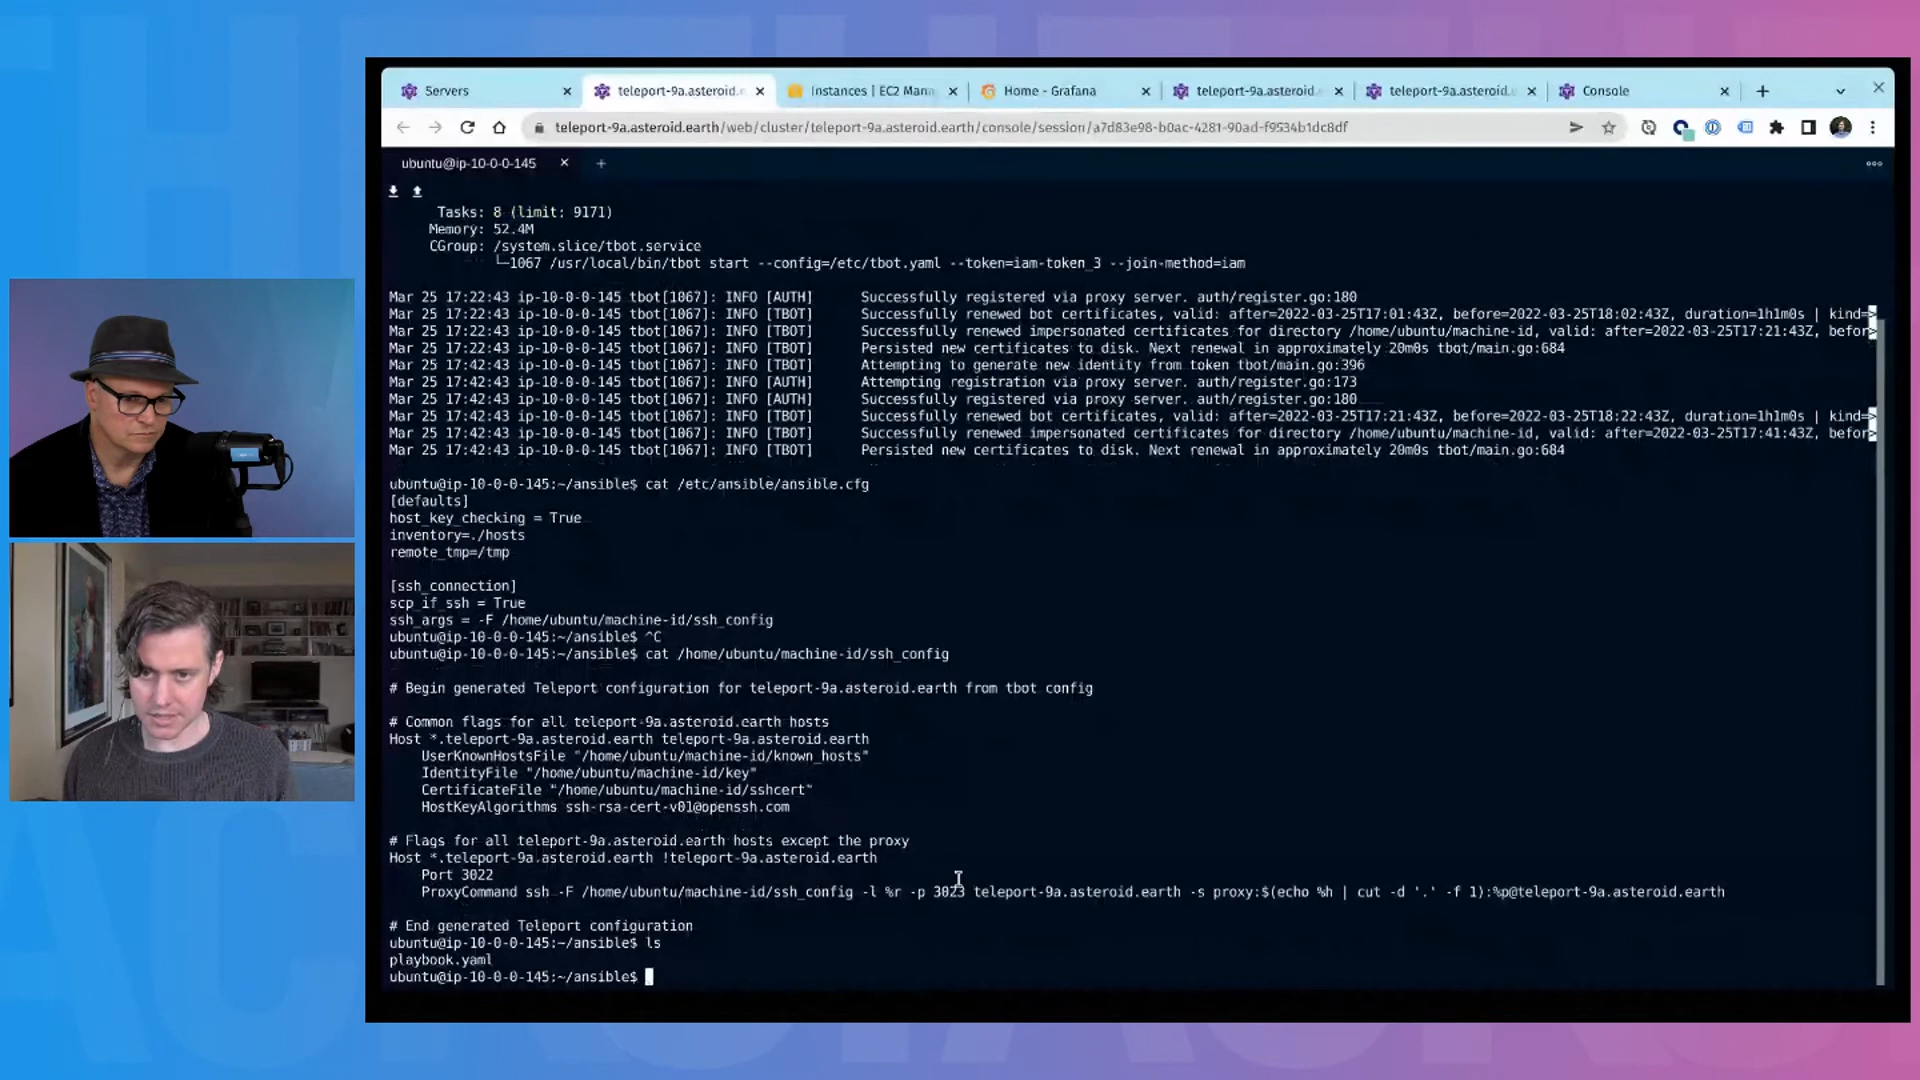 Servers
teleport-9a.asteroid.
Instances | EC2 Mana
Home - Grafana
teleport-9a.asteroid.
teleport-9a.asteroid.
Console
teleport-9a.asteroid.earth/web/cluster/teleport-9a.asteroid.earth/console/session/a7d83e98-b0ac-4281-90ad-f9534b1dc8df
ubuntu@ip-10-0-0-145
Tasks: 8 (limit: 9171)
Memory: 52.4M
CGroup: /system.slice/tbot.service
└─1067 /usr/local/bin/tbot start --config=/etc/tbot.yaml --token=iam-token_3 --join-method=iam
Mar 25 17:22:43 ip-10-0-0-145 tbot[1067]: INFO [AUTH] Successfully registered via proxy server. auth/register.go:180
Mar 25 17:22:43 ip-10-0-0-145 tbot[1067]: INFO [TBOT] Successfully renewed bot certificates, valid: after=2022-03-25T17:01:43Z, before=2022-03-25T18:02:43Z, duration=1h1m0s | kind=>
Mar 25 17:22:43 ip-10-0-0-145 tbot[1067]: INFO [TBOT] Successfully renewed impersonated certificates for directory /home/ubuntu/machine-id, valid: after=2022-03-25T17:21:43Z, befor>
Mar 25 17:22:43 ip-10-0-0-145 tbot[1067]: INFO [TBOT] Persisted new certificates to disk. Next renewal in approximately 20m0s tbot/main.go:684
Mar 25 17:42:43 ip-10-0-0-145 tbot[1067]: INFO [TBOT] Attempting to generate new identity from token tbot/main.go:396
Mar 25 17:42:43 ip-10-0-0-145 tbot[1067]: INFO [AUTH] Attempting registration via proxy server. auth/register.go:173
Mar 25 17:42:43 ip-10-0-0-145 tbot[1067]: INFO [AUTH] Successfully registered via proxy server. auth/register.go:180
Mar 25 17:42:43 ip-10-0-0-145 tbot[1067]: INFO [TBOT] Successfully renewed bot certificates, valid: after=2022-03-25T17:21:43Z, before=2022-03-25T18:22:43Z, duration=1h1m0s | kind=>
Mar 25 17:42:43 ip-10-0-0-145 tbot[1067]: INFO [TBOT] Successfully renewed impersonated certificates for directory /home/ubuntu/machine-id, valid: after=2022-03-25T17:41:43Z, befor>
Mar 25 17:42:43 ip-10-0-0-145 tbot[1067]: INFO [TBOT] Persisted new certificates to disk. Next renewal in approximately 20m0s tbot/main.go:684
ubuntu@ip-10-0-0-145:~/ansible$ cat /etc/ansible/ansible.cfg
[defaults]
host_key_checking = True
inventory=./hosts
remote_tmp=/tmp
[ssh_connection]
scp_if_ssh = True
ssh_args = -F /home/ubuntu/machine-id/ssh_config
ubuntu@ip-10-0-0-145:~/ansible$ ^C
ubuntu@ip-10-0-0-145:~/ansible$ cat /home/ubuntu/machine-id/ssh_config
# Begin generated Teleport configuration for teleport-9a.asteroid.earth from tbot config
# Common flags for all teleport-9a.asteroid.earth hosts
Host *.teleport-9a.asteroid.earth teleport-9a.asteroid.earth
UserKnownHostsFile "/home/ubuntu/machine-id/known_hosts"
IdentityFile "/home/ubuntu/machine-id/key"
CertificateFile "/home/ubuntu/machine-id/sshcert"
HostKeyAlgorithms ssh-rsa-cert-v01@openssh.com
# Flags for all teleport-9a.asteroid.earth hosts except the proxy
Host *.teleport-9a.asteroid.earth !teleport-9a.asteroid.earth
Port 3022
ProxyCommand ssh -F /home/ubuntu/machine-id/ssh_config -l %r -p 3023 teleport-9a.asteroid.earth -s proxy:$(echo %h | cut -d '.' -f 1):%p@teleport-9a.asteroid.earth
# End generated Teleport configuration
ubuntu@ip-10-0-0-145:~/ansible$ ls
playbook.yaml
ubuntu@ip-10-0-0-145:~/ansible$